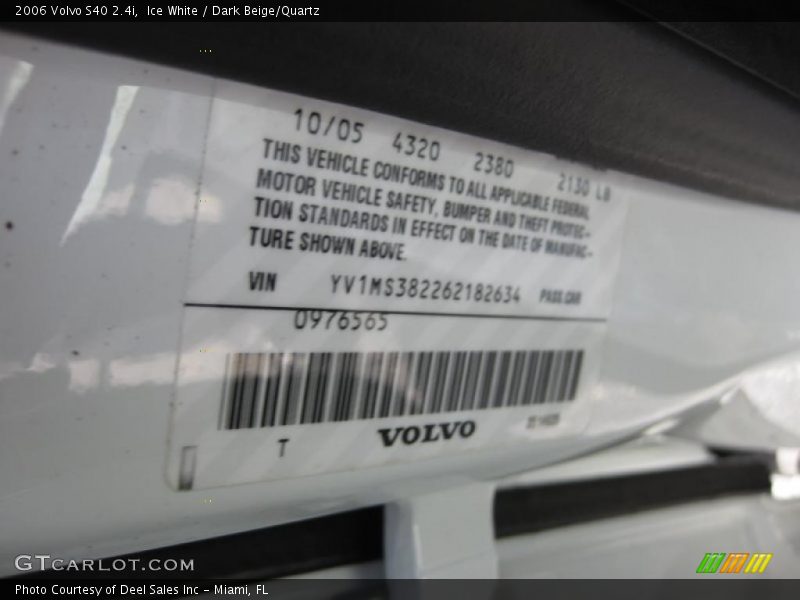 2006 Volvo S40 2.4i,  Ice White / Dark Beige/Quartz
10/05 4320 2380 2130 LB
THIS VEHICLE CONFORMS TO ALL APPLICABLE FEDERAL
MOTOR VEHICLE SAFETY, BUMPER AND THEFT PROTEC-
TION STANDARDS IN EFFECT ON THE DATE OF MANUFAC-
TURE SHOWN ABOVE.
VIN YV1MS382262182634 PASS.CAR
0976565
T VOLVO
GTCARLOT.COM
Photo Courtesy of Deel Sales Inc - Miami, FL